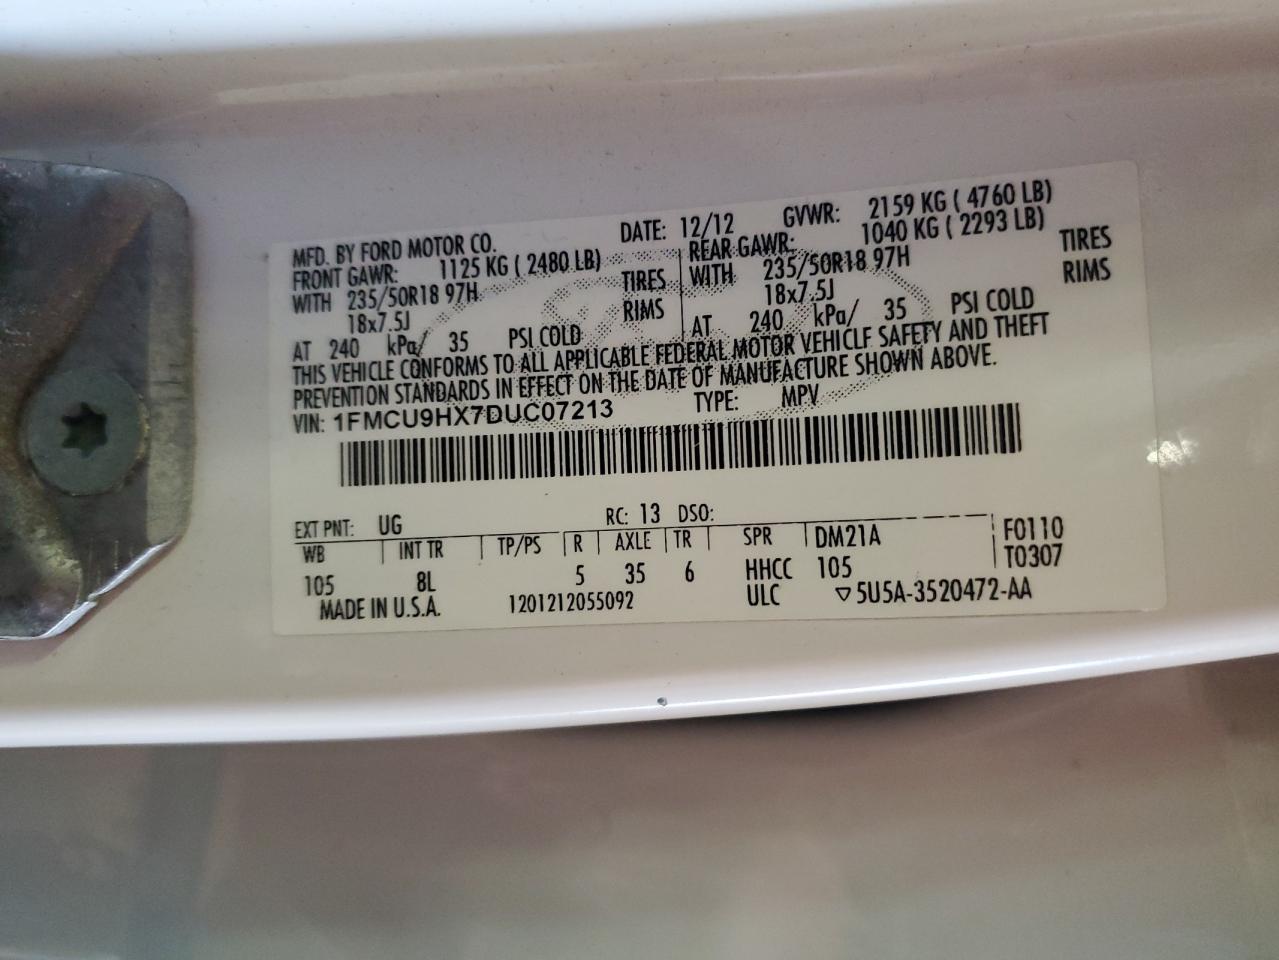 MFD. BY FORD MOTOR CO. DATE: 12/12 GVWR: 2159 KG ( 4760 LB)
FRONT GAWR: 1125 KG ( 2480 LB) REAR GAWR: 1040 KG ( 2293 LB)
WITH 235/50R18 97H TIRES WITH 235/50R18 97H TIRES
18x7.5J RIMS 18x7.5J RIMS
AT 240 kPa/ 35 PSI COLD AT 240 kPa/ 35 PSI COLD
THIS VEHICLE CONFORMS TO ALL APPLICABLE FEDERAL MOTOR VEHICLE SAFETY AND THEFT
PREVENTION STANDARDS IN EFFECT ON THE DATE OF MANUFACTURE SHOWN ABOVE.
VIN: 1FMCU9HX7DUC07213 TYPE: MPV
EXT PNT: UG RC: 13 DSO: F0110
WB INT TR TP/PS R AXLE TR SPR DM21A T0307
105 8L 5 35 6 HHCC 105
MADE IN U.S.A. 1201212055092 ULC ▽5U5A-3520472-AA